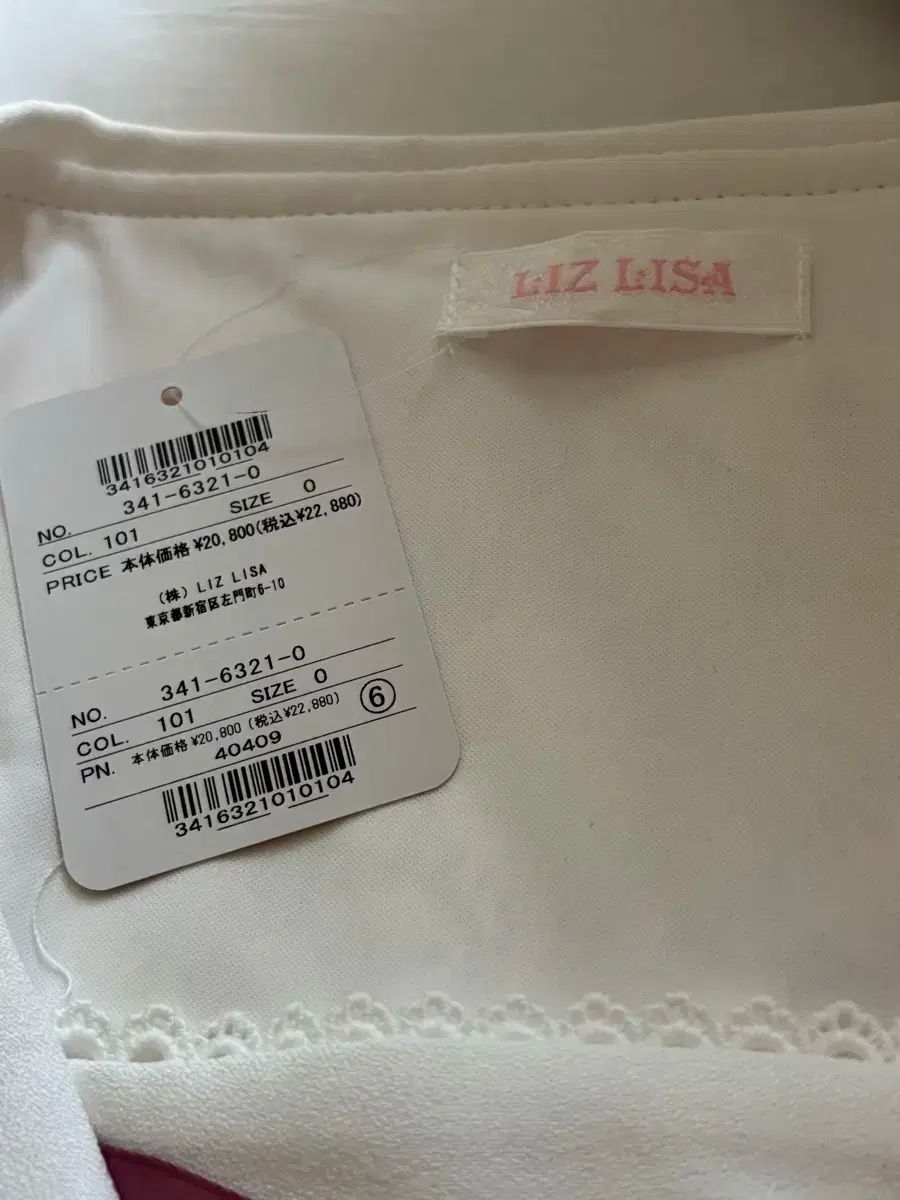 LIZ LISA
3416321010104
NO. 341-6321-0
COL. 101 SIZE 0
PRICE 本体価格 ¥20,800(税込¥22,880)
(株) LIZ LISA
東京都新宿区左門町6-10
NO. 341-6321-0
COL. 101 SIZE 0
本体価格 ¥20,800 (税込¥22,880) ⑥
PN. 40409
3416321010104